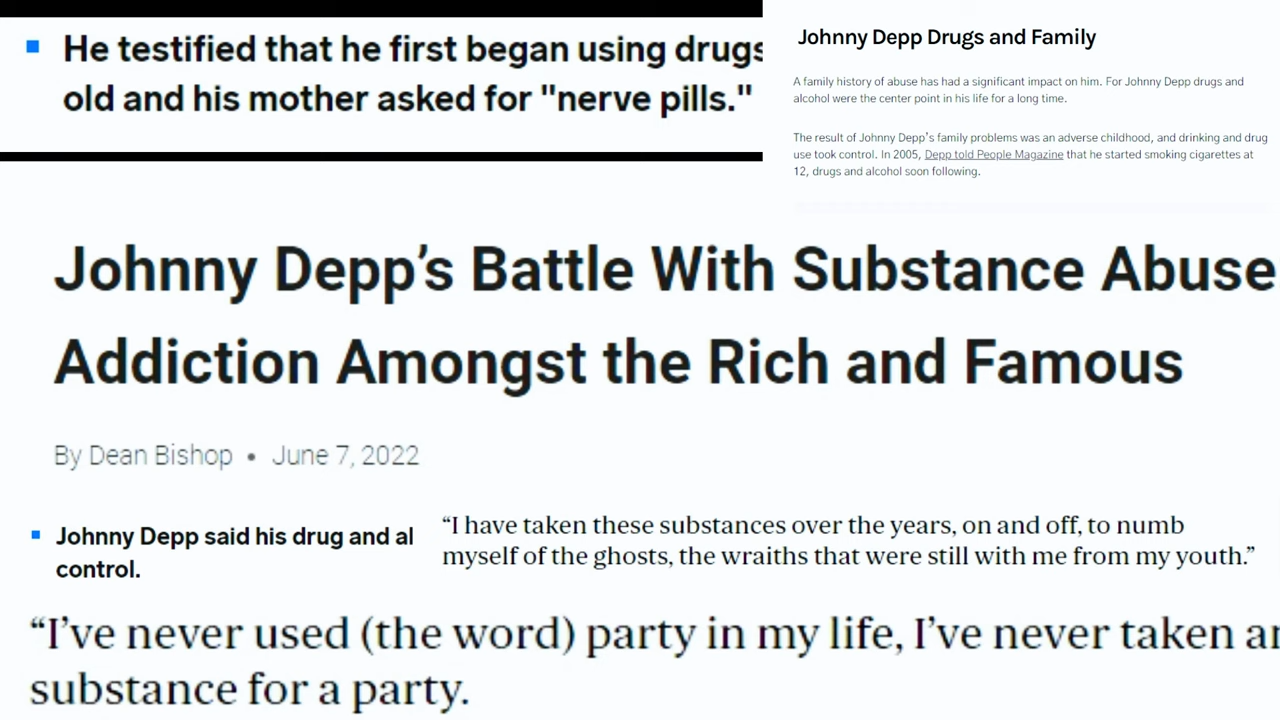 He testified that he first began using drugs
old and his mother asked for "nerve pills."
Johnny Depp Drugs and Family
A family history of abuse has had a significant impact on him. For Johnny Depp drugs and
alcohol were the center point in his life for a long time.
The result of Johnny Depp's family problems was an adverse childhood, and drinking and drug
use took control. In 2005, Depp told People Magazine that he started smoking cigarettes at
12, drugs and alcohol soon following.
Johnny Depp’s Battle With Substance Abuse
Addiction Amongst the Rich and Famous
By Dean Bishop • June 7, 2022
Johnny Depp said his drug and al
control.
“I have taken these substances over the years, on and off, to numb
myself of the ghosts, the wraiths that were still with me from my youth.”
“I’ve never used (the word) party in my life, I’ve never taken
substance for a party.